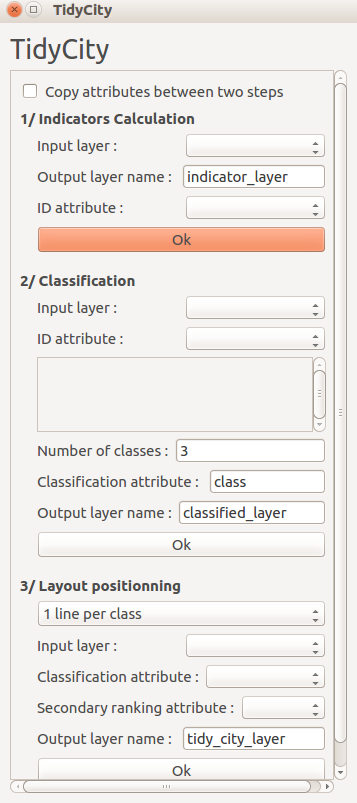 TidyCity
TidyCity
Copy attributes between two steps
1/ Indicators Calculation
Input layer :
Output layer name : indicator_layer
ID attribute :
Ok
2/ Classification
Input layer :
ID attribute :
Number of classes : 3
Classification attribute : class
Output layer name : classified_layer
Ok
3/ Layout positionning
1 line per class
Input layer :
Classification attribute :
Secondary ranking attribute :
Output layer name : tidy_city_layer
Ok